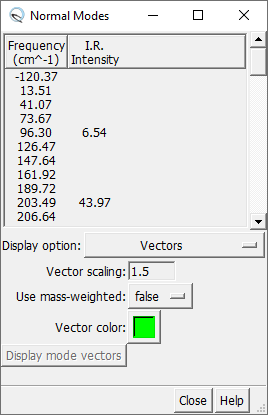 Normal Modes
Frequency I.R.
(cm^-1) Intensity
-120.37
13.51
41.07
73.67
96.30 6.54
126.47
147.64
161.92
189.72
203.49 43.97
206.64
Display option: Vectors
Vector scaling: 1.5
Use mass-weighted: false
Vector color:
Display mode vectors
Close Help